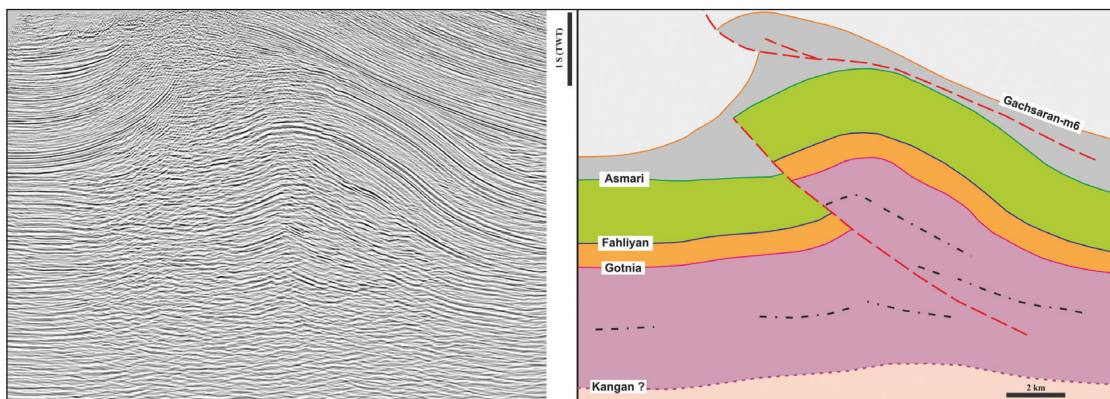 1 S (TWT)
Gachsaran-m6
Asmari
Fahliyan
Gotnia
Kangan ?
2 km